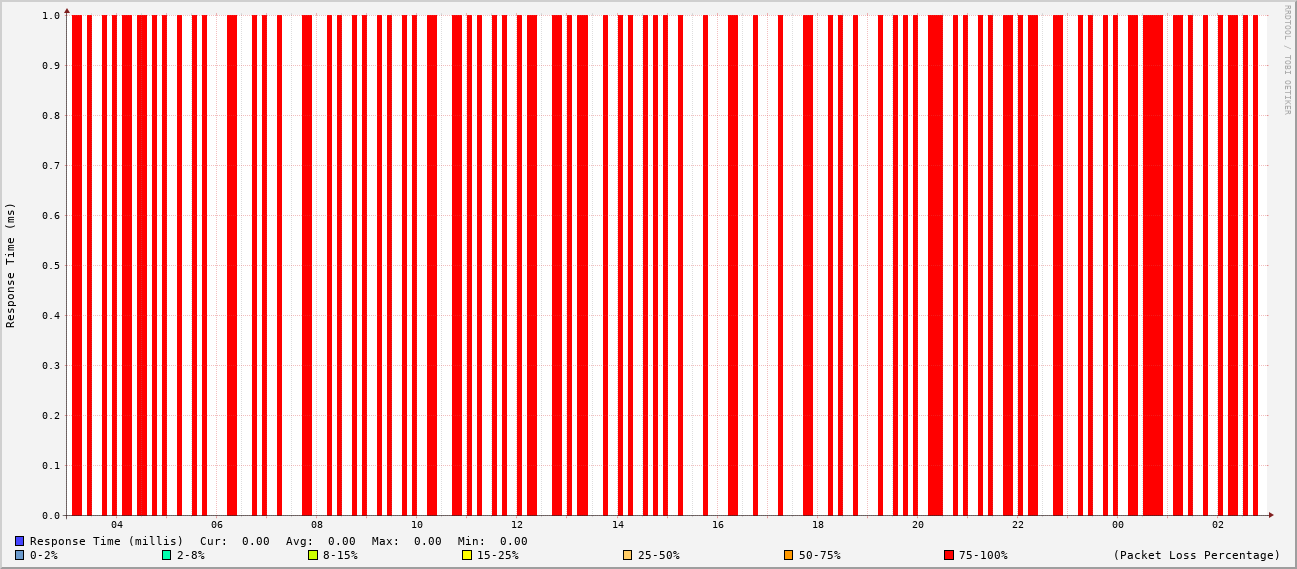 RRDTOOL / TOBI OETIKER
Response Time (ms)
1.0
0.9
0.8
0.7
0.6
0.5
0.4
0.3
0.2
0.1
0.0
04 06 08 10 12 14 16 18 20 22 00 02
Response Time (millis) Cur: 0.00 Avg: 0.00 Max: 0.00 Min: 0.00
0-2% 2-8% 8-15% 15-25% 25-50% 50-75% 75-100% (Packet Loss Percentage)